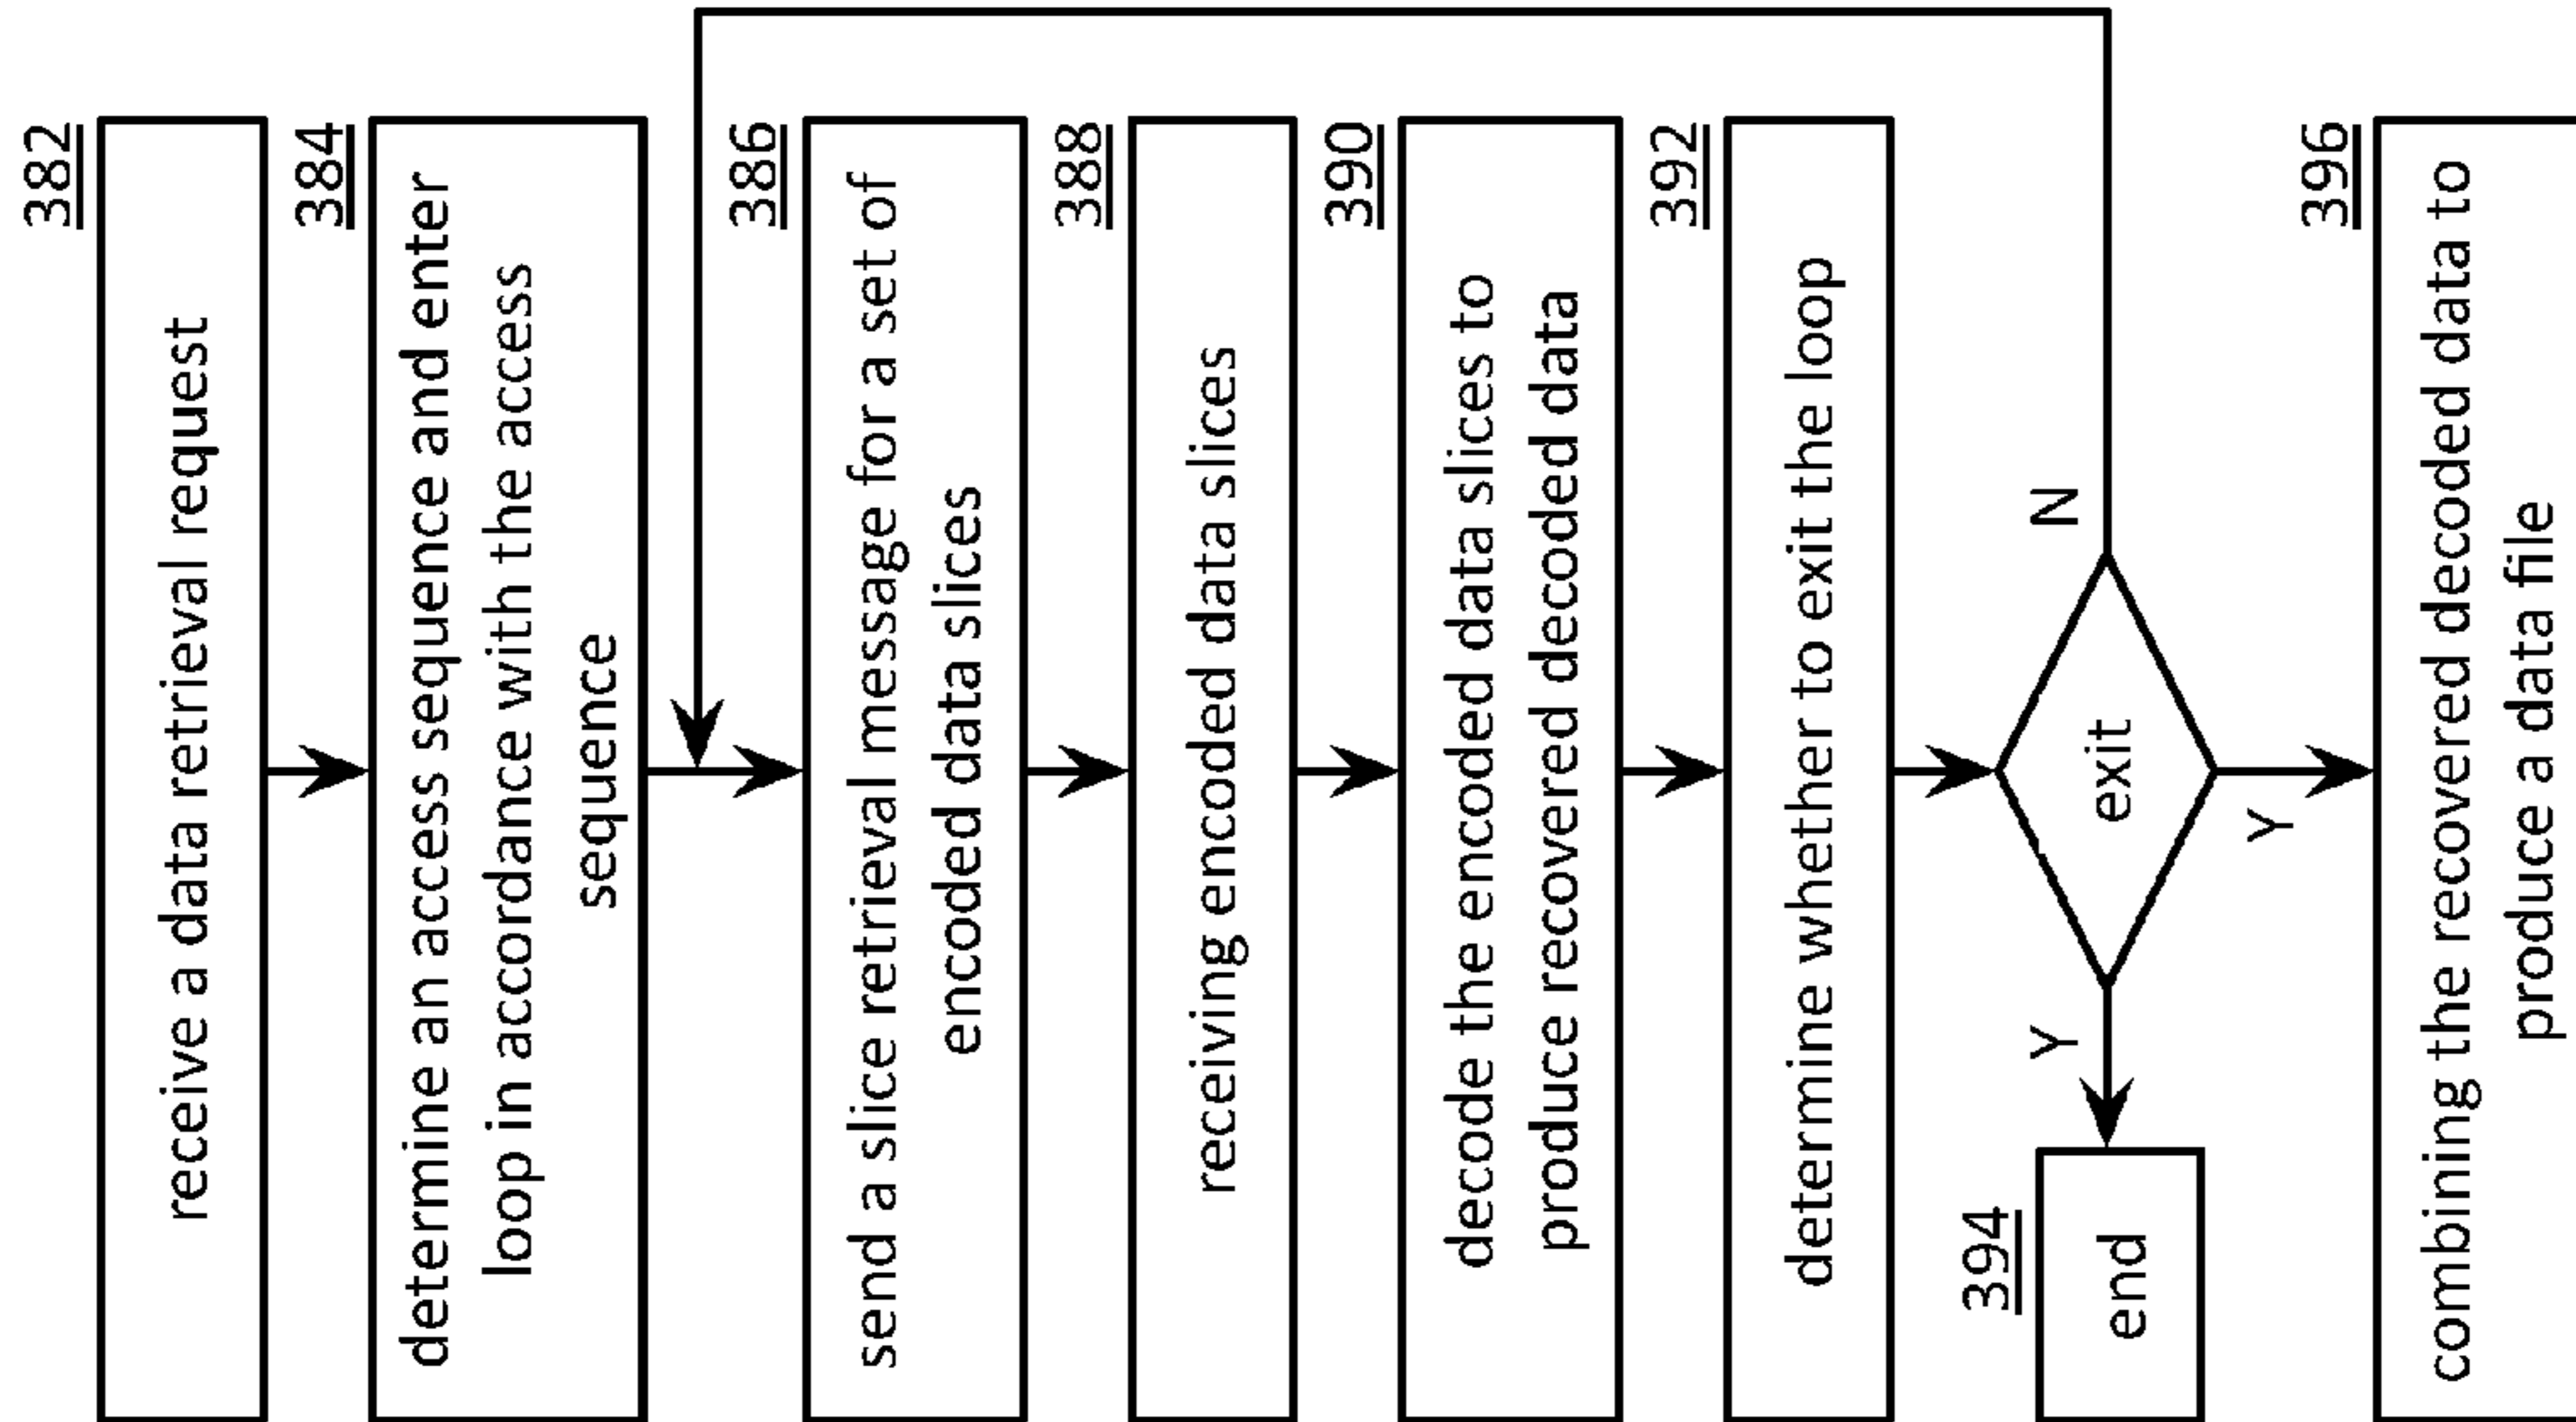 382
receive a data retrieval request
384
determine an access sequence and enter
loop in accordance with the access
sequence
386
send a slice retrieval message for a set of
encoded data slices
388
receiving encoded data slices
390
decode the encoded data slices to
produce recovered decoded data
392
determine whether to exit the loop
394
end
Y
exit
N
Y
396
combining the recovered decoded data to
produce a data file